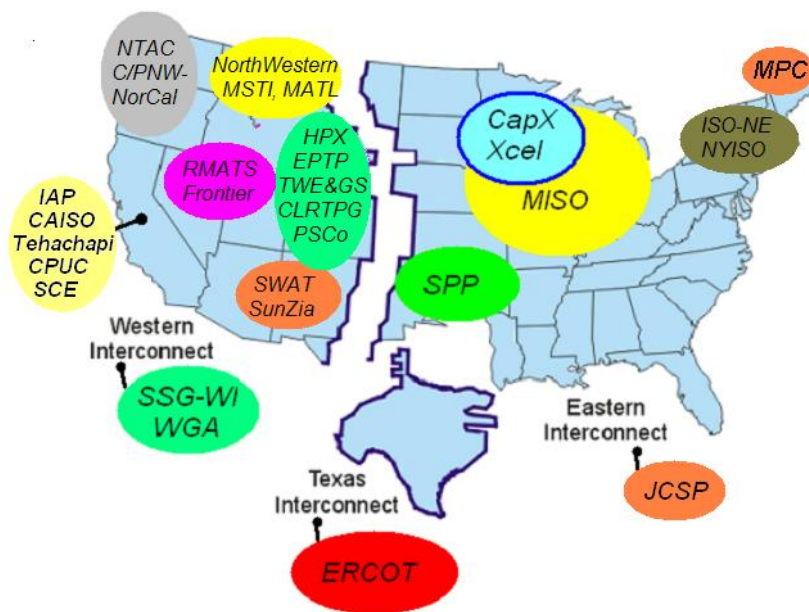 NTAC
C/PNW-
NorCal
NorthWestern
MSTI, MATL
MPC
CapX
Xcel
ISO-NE
NYISO
HPX
EPTP
TWE&GS
CLRTPG
PSCo
RMATS
Frontier
MISO
IAP
CAISO
Tehachapi
CPUC
SCE
SWAT
SunZia
SPP
Western
Interconnect
SSG-WI
WGA
Eastern
Interconnect
Texas
Interconnect
JCSP
ERCOT